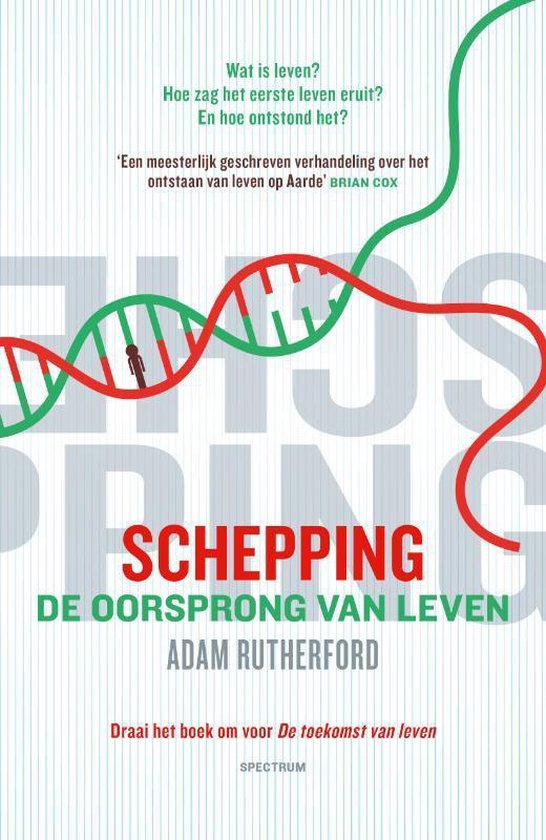 Wat is leven?
Hoe zag het eerste leven eruit?
En hoe ontstond het?
‘Een meesterlijk geschreven verhandeling over het
ontstaan van leven op Aarde’ BRIAN COX
SCHE
PPING
SCHEPPING
DE OORSPRONG VAN LEVEN
ADAM RUTHERFORD
Draai het boek om voor De toekomst van leven
SPECTRUM